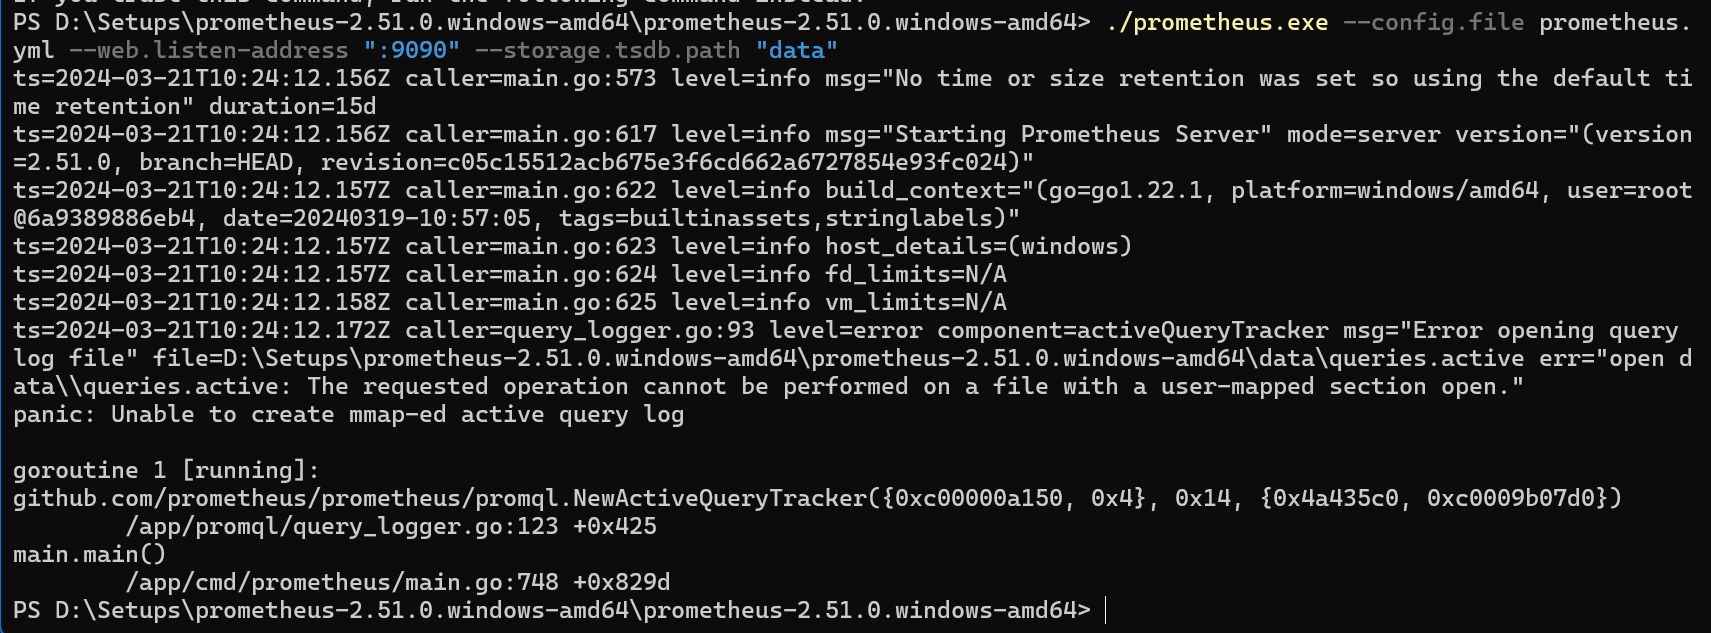 PS D:\Setups\prometheus-2.51.0.windows-amd64\prometheus-2.51.0.windows-amd64> ./prometheus.exe --config.file prometheus.
yml --web.listen-address ":9090" --storage.tsdb.path "data"
ts=2024-03-21T10:24:12.156Z caller=main.go:573 level=info msg="No time or size retention was set so using the default ti
me retention" duration=15d
ts=2024-03-21T10:24:12.156Z caller=main.go:617 level=info msg="Starting Prometheus Server" mode=server version="(version
=2.51.0, branch=HEAD, revision=c05c15512acb675e3f6cd662a6727854e93fc024)"
ts=2024-03-21T10:24:12.157Z caller=main.go:622 level=info build_context="(go=go1.22.1, platform=windows/amd64, user=root
@6a9389886eb4, date=20240319-10:57:05, tags=builtinassets,stringlabels)"
ts=2024-03-21T10:24:12.157Z caller=main.go:623 level=info host_details=(windows)
ts=2024-03-21T10:24:12.157Z caller=main.go:624 level=info fd_limits=N/A
ts=2024-03-21T10:24:12.158Z caller=main.go:625 level=info vm_limits=N/A
ts=2024-03-21T10:24:12.172Z caller=query_logger.go:93 level=error component=activeQueryTracker msg="Error opening query
log file" file=D:\Setups\prometheus-2.51.0.windows-amd64\prometheus-2.51.0.windows-amd64\data\queries.active err="open d
ata\\queries.active: The requested operation cannot be performed on a file with a user-mapped section open."
panic: Unable to create mmap-ed active query log
goroutine 1 [running]:
github.com/prometheus/prometheus/promql.NewActiveQueryTracker({0xc00000a150, 0x4}, 0x14, {0x4a435c0, 0xc0009b07d0})
/app/promql/query_logger.go:123 +0x425
main.main()
/app/cmd/prometheus/main.go:748 +0x829d
PS D:\Setups\prometheus-2.51.0.windows-amd64\prometheus-2.51.0.windows-amd64>